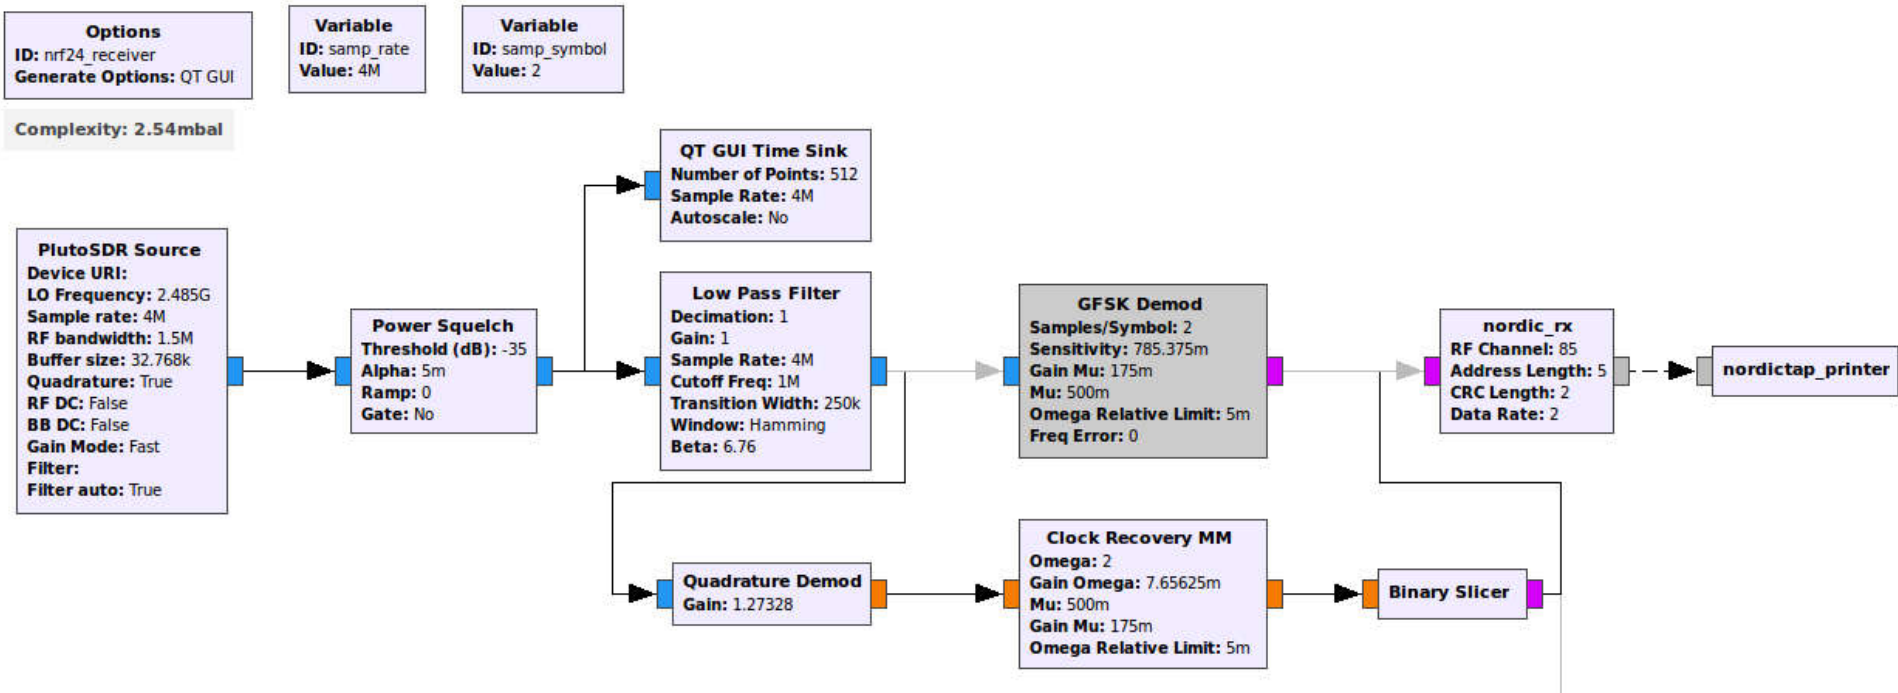 Options
ID: nrf24_receiver
Generate Options: QT GUI
Variable
ID: samp_rate
Value: 4M
Variable
ID: samp_symbol
Value: 2
Complexity: 2.54mbal
QT GUI Time Sink
Number of Points: 512
Sample Rate: 4M
Autoscale: No
PlutoSDR Source
Device URI:
LO Frequency: 2.485G
Sample rate: 4M
RF bandwidth: 1.5M
Buffer size: 32.768k
Quadrature: True
RF DC: False
BB DC: False
Gain Mode: Fast
Filter:
Filter auto: True
Power Squelch
Threshold (dB): -35
Alpha: 5m
Ramp: 0
Gate: No
Low Pass Filter
Decimation: 1
Gain: 1
Sample Rate: 4M
Cutoff Freq: 1M
Transition Width: 250k
Window: Hamming
Beta: 6.76
GFSK Demod
Samples/Symbol: 2
Sensitivity: 785.375m
Gain Mu: 175m
Mu: 500m
Omega Relative Limit: 5m
Freq Error: 0
nordic_rx
RF Channel: 85
Address Length: 5
CRC Length: 2
Data Rate: 2
nordictap_printer
Quadrature Demod
Gain: 1.27328
Clock Recovery MM
Omega: 2
Gain Omega: 7.65625m
Mu: 500m
Gain Mu: 175m
Omega Relative Limit: 5m
Binary Slicer